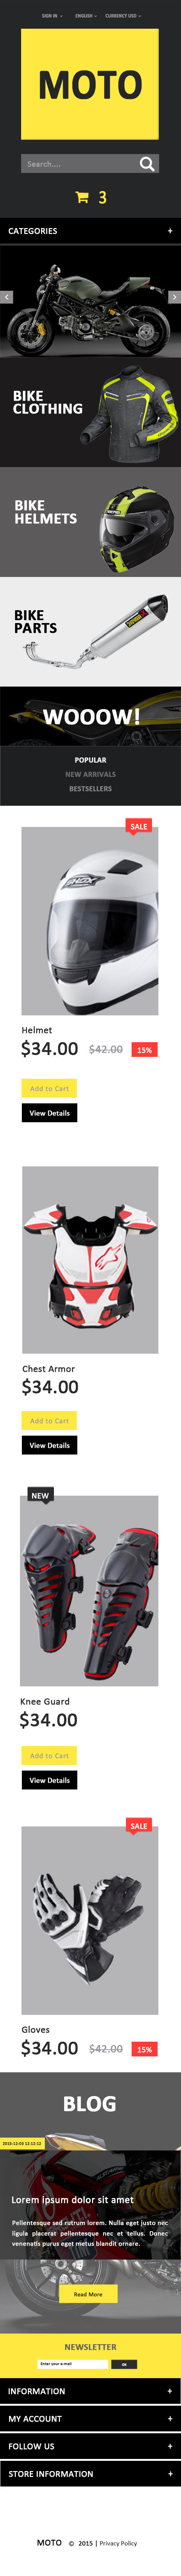 SIGN IN ENGLISH CURRENCY USD
MOTO
Search....
3
CATEGORIES +
BIKE
CLOTHING
BIKE
HELMETS
BIKE
PARTS
WOOOW!
POPULAR
NEW ARRIVALS
BESTSELLERS
SALE
Helmet
$34.00 $42.00 15%
Add to Cart
View Details
Chest Armor
$34.00
Add to Cart
View Details
NEW
Knee Guard
$34.00
Add to Cart
View Details
SALE
Gloves
$34.00 $42.00 15%
BLOG
2015-12-03 12:12:12
Lorem ipsum dolor sit amet
Pellentesque sed rutrum lorem. Nulla eget justo nec
ligula placerat pellentesque nec et tellus. Donec
venenatis purus eget metus blandit ornare.
Read More
NEWSLETTER
Enter your e-mail OK
INFORMATION +
MY ACCOUNT +
FOLLOW US +
STORE INFORMATION +
MOTO © 2015 | Privacy Policy